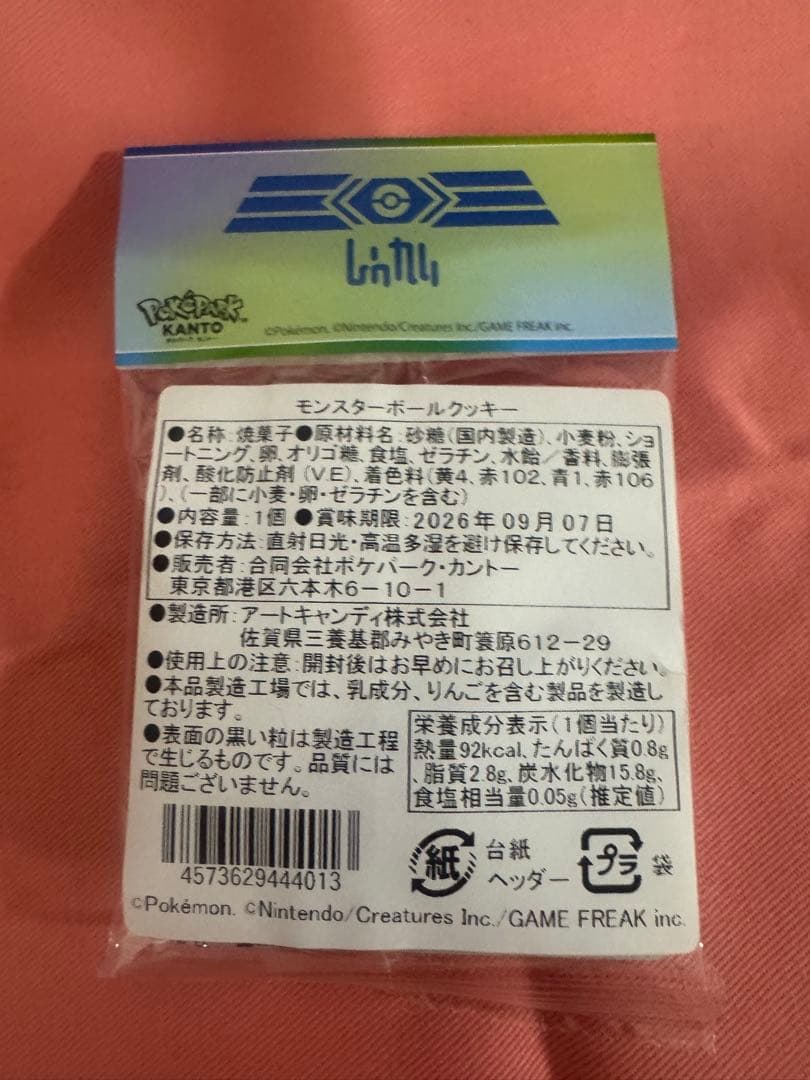 PokéPARK™
KANTO
ポケパーク カントー
©Pokémon. ©Nintendo/Creatures Inc./GAME FREAK inc.
モンスターボールクッキー
●名称:焼菓子●原材料名:砂糖(国内製造)、小麦粉、ショ
ートニング、卵、オリゴ糖、食塩、ゼラチン、水飴/香料、膨張
剤、酸化防止剤(V.E)、着色料(黄4、赤102、青1、赤106
)、(一部に小麦・卵・ゼラチンを含む)
●内容量:1個 ●賞味期限:2026年09月07日
●保存方法:直射日光・高温多湿を避け保存してください。
●販売者:合同会社ポケパーク・カントー
東京都港区六本木6-10-1
●製造所:アートキャンディ株式会社
佐賀県三養基郡みやき町簑原612-29
●使用上の注意:開封後はお早めにお召し上がりください。
●本品製造工場では、乳成分、りんごを含む製品を製造し
ております。
●表面の黒い粒は製造工程
で生じるものです。品質には
問題ございません。
栄養成分表示(1個当たり)
熱量92kcal、たんぱく質0.8g
、脂質2.8g、炭水化物15.8g、
食塩相当量0.05g(推定値)
4573629444013
紙
台紙
ヘッダー
プラ
袋
©Pokémon. ©Nintendo/Creatures Inc./GAME FREAK inc.